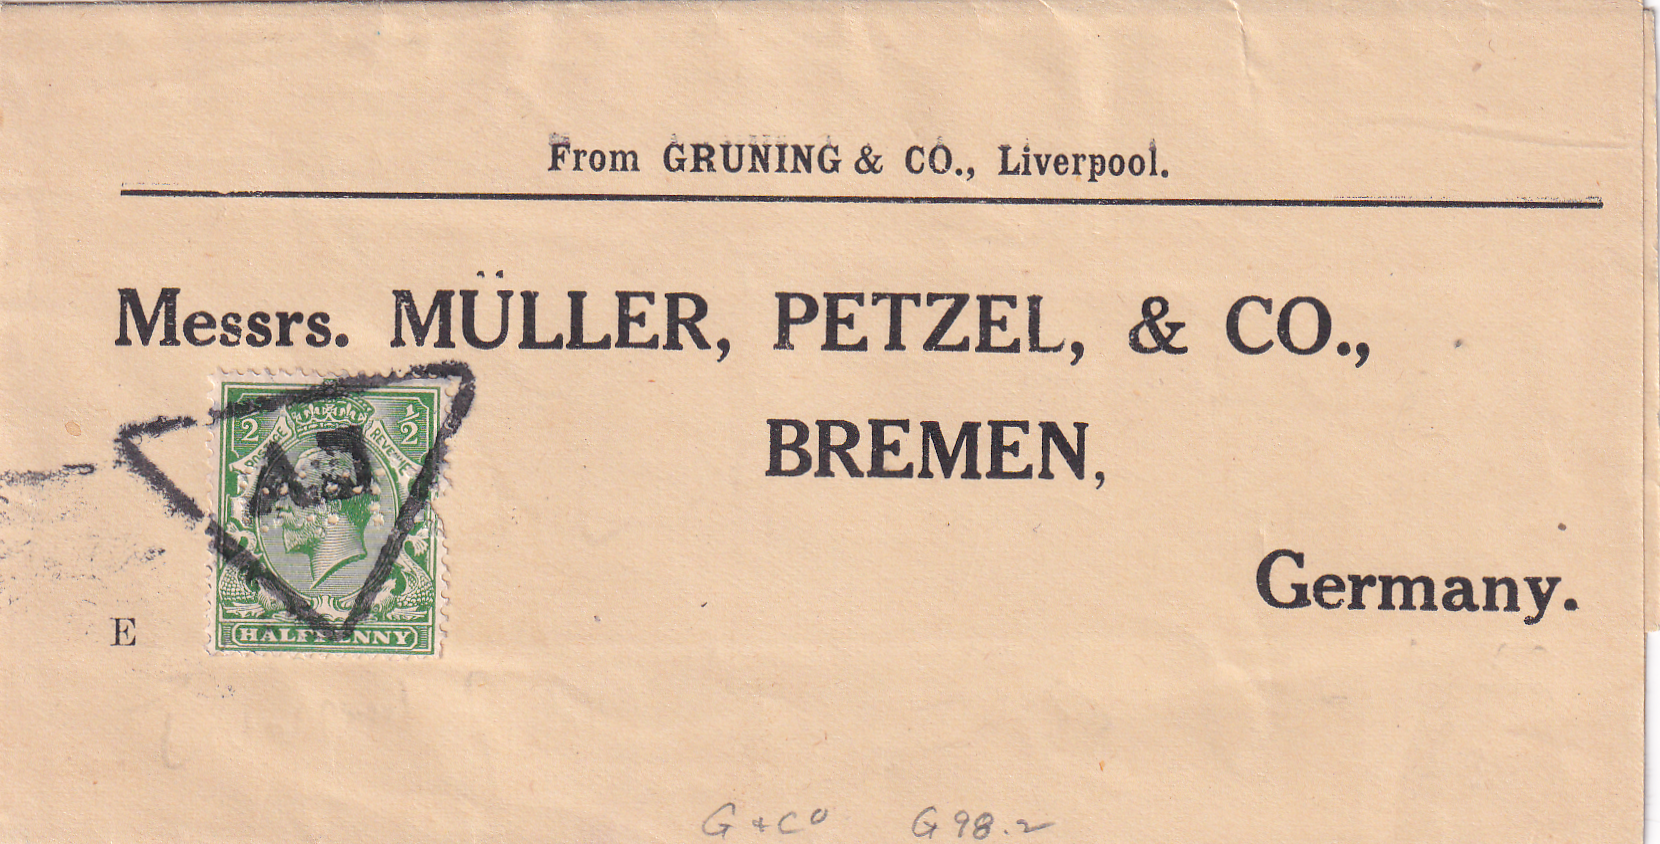 From GRUNING & CO., Liverpool.
Messrs. MÜLLER, PETZEL, & CO.,
BREMEN,
Germany.
½ ½
POSTAGE REVENUE
HALFPENNY
E
G & Co G98.2